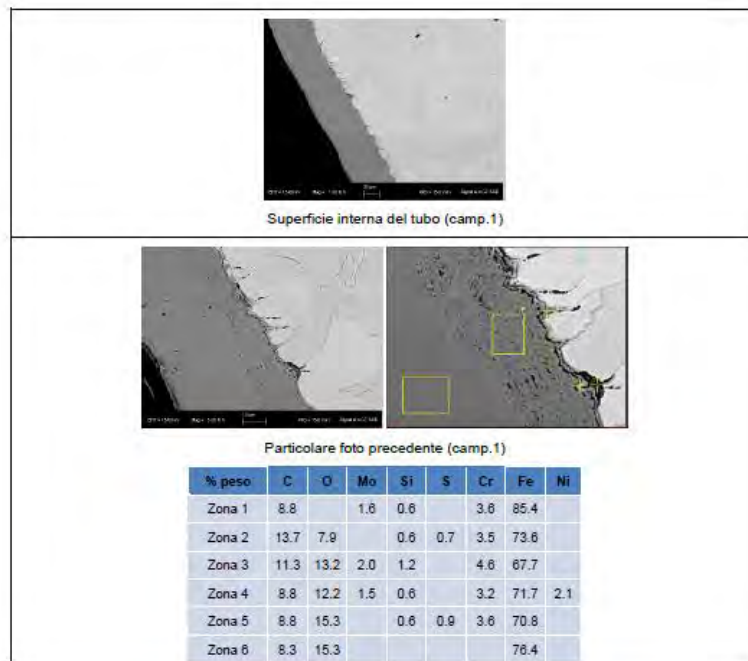 Superficie interna del tubo (camp.1)
Particolare foto precedente (camp.1)
% peso C O Mo Si S Cr Fe Ni
Zona 1 8.8 1.6 0.6 3.6 85.4
Zona 2 13.7 7.9 0.6 0.7 3.5 73.6
Zona 3 11.3 13.2 2.0 1.2 4.6 67.7
Zona 4 8.8 12.2 1.5 0.6 3.2 71.7 2.1
Zona 5 8.8 15.3 0.6 0.9 3.6 70.8
Zona 6 8.3 15.3 76.4